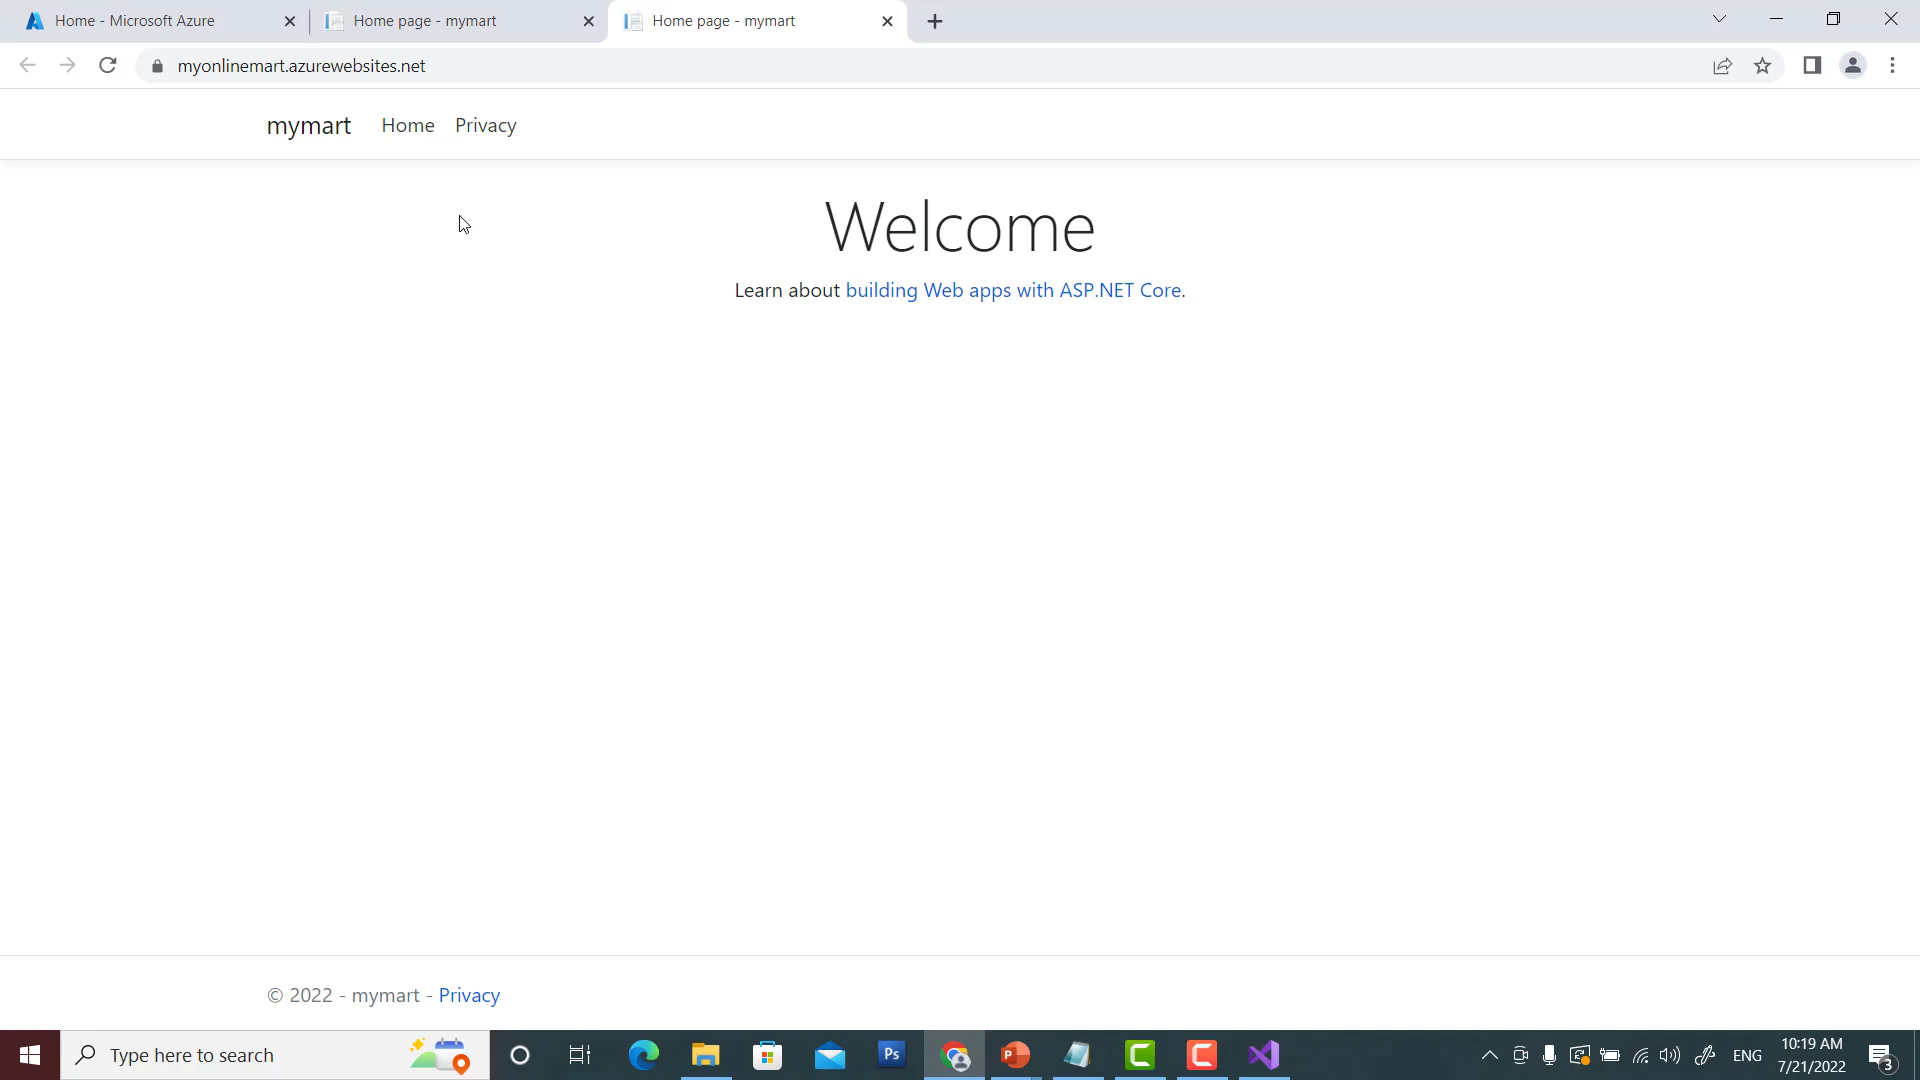 Home - Microsoft Azure
Home page - mymart
Home page - mymart
myonlinemart.azurewebsites.net
mymart Home Privacy
Welcome
Learn about building Web apps with ASP.NET Core.
© 2022 - mymart - Privacy
Type here to search
Ps
P
ENG
10:19 AM
7/21/2022
3